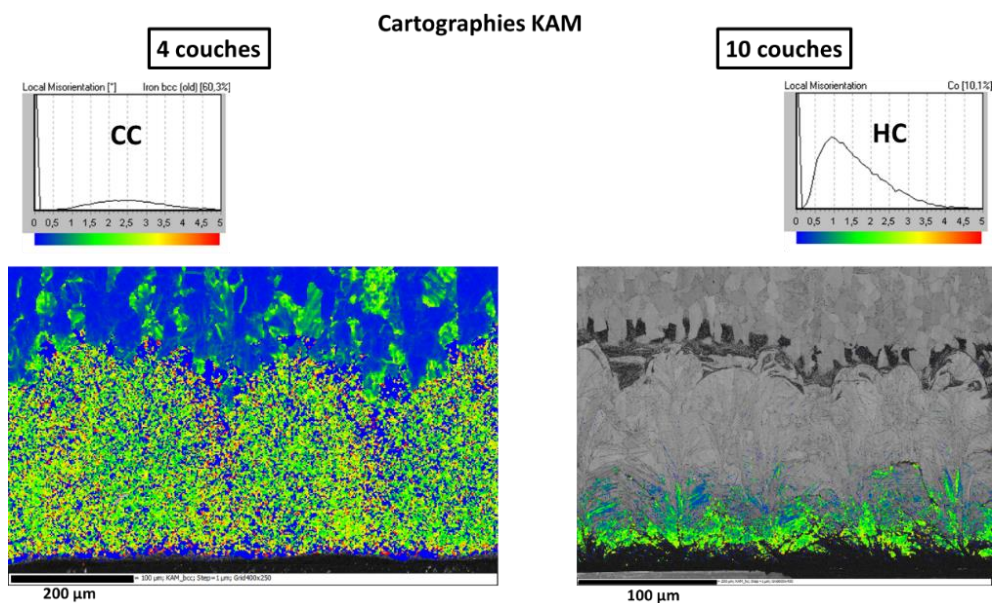 Cartographies KAM
4 couches
10 couches
Local Misorientation [°] Iron bcc (old) [60,3%]
CC
0 0,5 1 1,5 2 2,5 3 3,5 4 4,5 5
Local Misorientation Co [10,1%]
HC
0 0,5 1 1,5 2 2,5 3 3,5 4 4,5 5
= 100 µm; KAM_bcc; Step=1 µm; Grid400x250
200 µm
100 µm